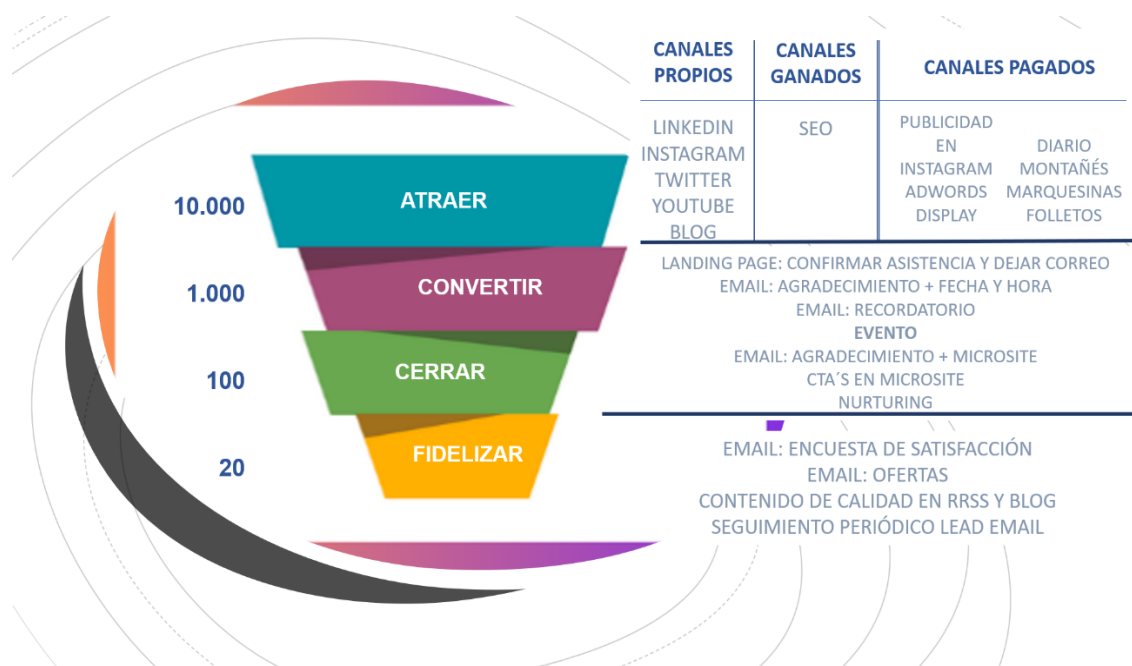 CANALES
PROPIOS
CANALES
GANADOS
CANALES PAGADOS
LINKEDIN
INSTAGRAM
TWITTER
YOUTUBE
BLOG
SEO
PUBLICIDAD
EN
INSTAGRAM
ADWORDS
DISPLAY
DIARIO
MONTAÑÉS
MARQUESINAS
FOLLETOS
10.000
ATRAER
1.000
CONVERTIR
LANDING PAGE: CONFIRMAR ASISTENCIA Y DEJAR CORREO
EMAIL: AGRADECIMIENTO + FECHA Y HORA
EMAIL: RECORDATORIO
EVENTO
EMAIL: AGRADECIMIENTO + MICROSITE
CTA´S EN MICROSITE
NURTURING
100
CERRAR
20
FIDELIZAR
EMAIL: ENCUESTA DE SATISFACCIÓN
EMAIL: OFERTAS
CONTENIDO DE CALIDAD EN RRSS Y BLOG
SEGUIMIENTO PERIÓDICO LEAD EMAIL